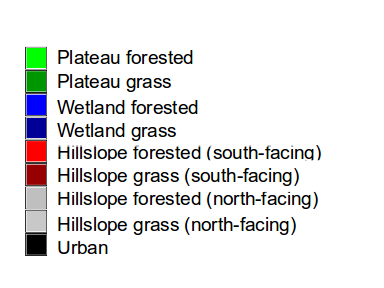 Plateau forested
Plateau grass
Wetland forested
Wetland grass
Hillslope forested (south-facing)
Hillslope grass (south-facing)
Hillslope forested (north-facing)
Hillslope grass (north-facing)
Urban